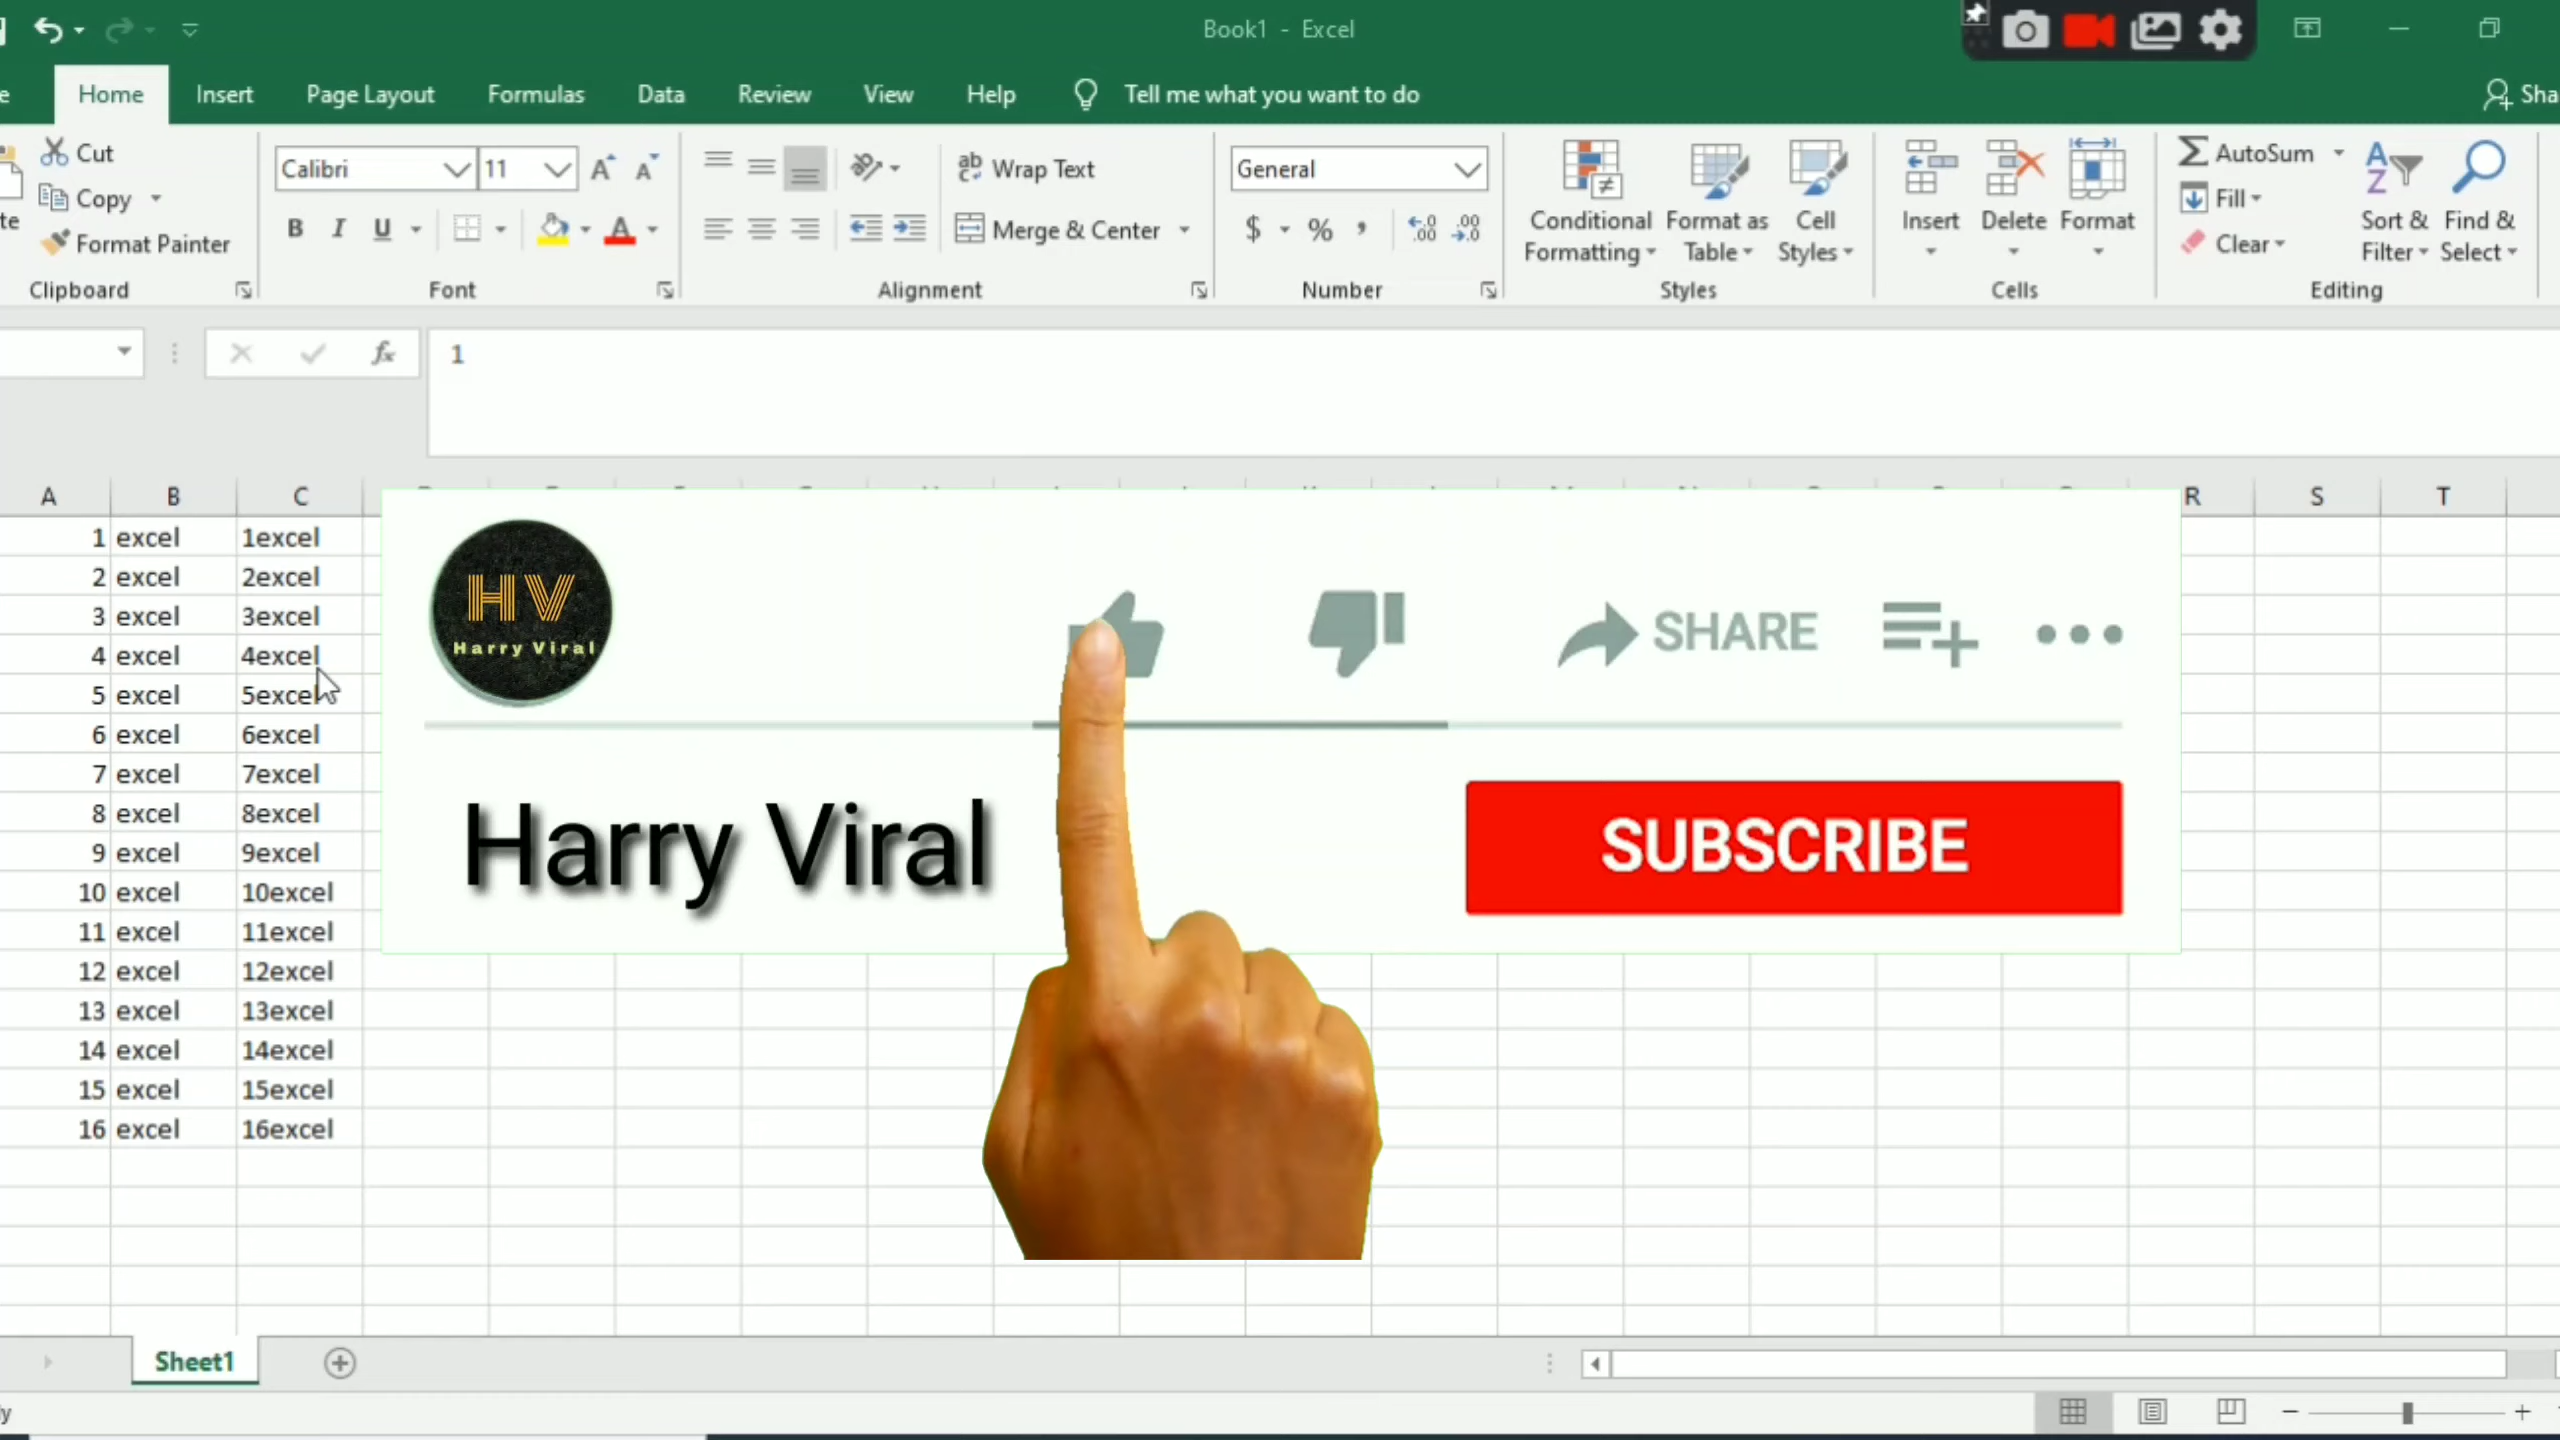 Book1 - Excel
e Home Insert Page Layout Formulas Data Review View Help Tell me what you want to do Sha
Cut
Copy
te
Format Painter
Clipboard
Calibri 11 A A
B I U A
Font
ab Wrap Text
Merge & Center
Alignment
General
$ % ,
Number
Conditional Formatting
Format as Table
Cell Styles
Styles
Insert Delete Format
Cells
AutoSum
Fill
Clear
Sort & Filter
Find & Select
Editing
fx 1
A B C R S T
1 excel 1excel
2 excel 2excel
3 excel 3excel
4 excel 4excel
5 excel 5excel
6 excel 6excel
7 excel 7excel
8 excel 8excel
9 excel 9excel
10 excel 10excel
11 excel 11excel
12 excel 12excel
13 excel 13excel
14 excel 14excel
15 excel 15excel
16 excel 16excel
HV
Harry Viral
SHARE
Harry Viral
SUBSCRIBE
Sheet1
y